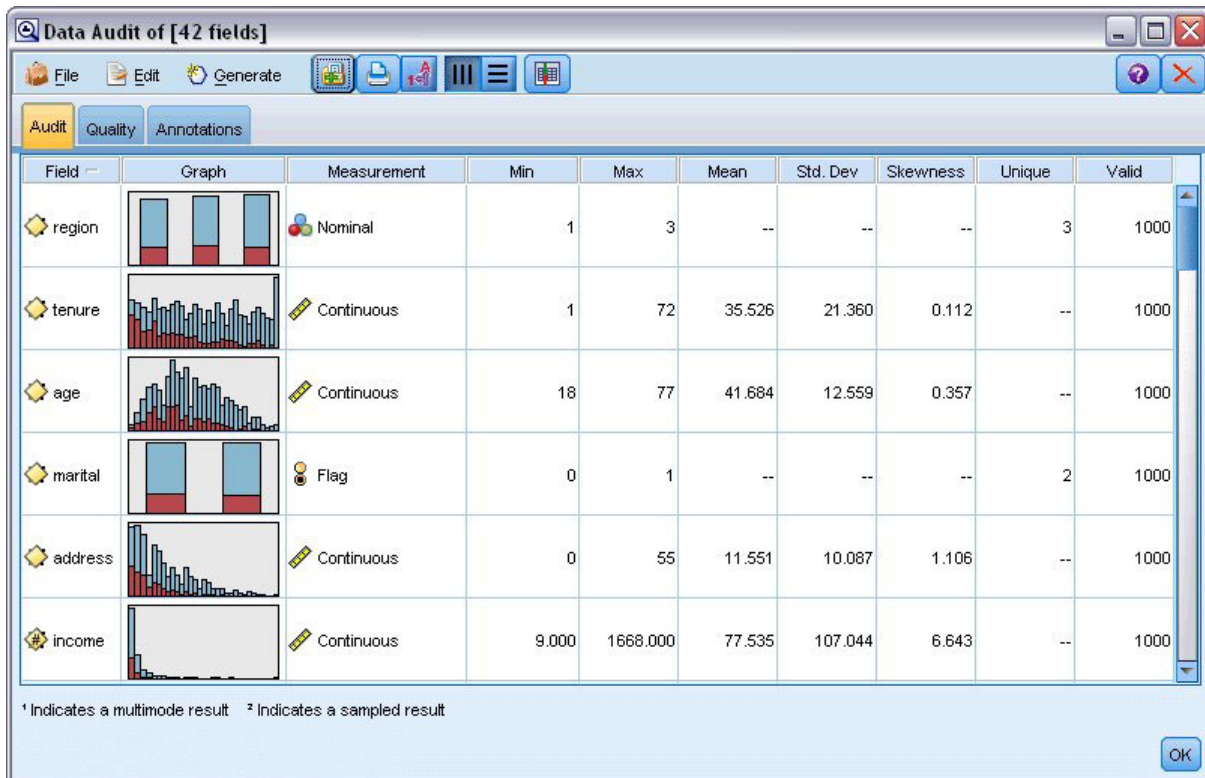 Data Audit of [42 fields]
File Edit Generate
Audit Quality Annotations
Field Graph Measurement Min Max Mean Std. Dev Skewness Unique Valid
region Nominal 1 3 -- -- -- 3 1000
tenure Continuous 1 72 35.526 21.360 0.112 -- 1000
age Continuous 18 77 41.684 12.559 0.357 -- 1000
marital Flag 0 1 -- -- -- 2 1000
address Continuous 0 55 11.551 10.087 1.106 -- 1000
income Continuous 9.000 1668.000 77.535 107.044 6.643 -- 1000
¹ Indicates a multimode result ² Indicates a sampled result
OK